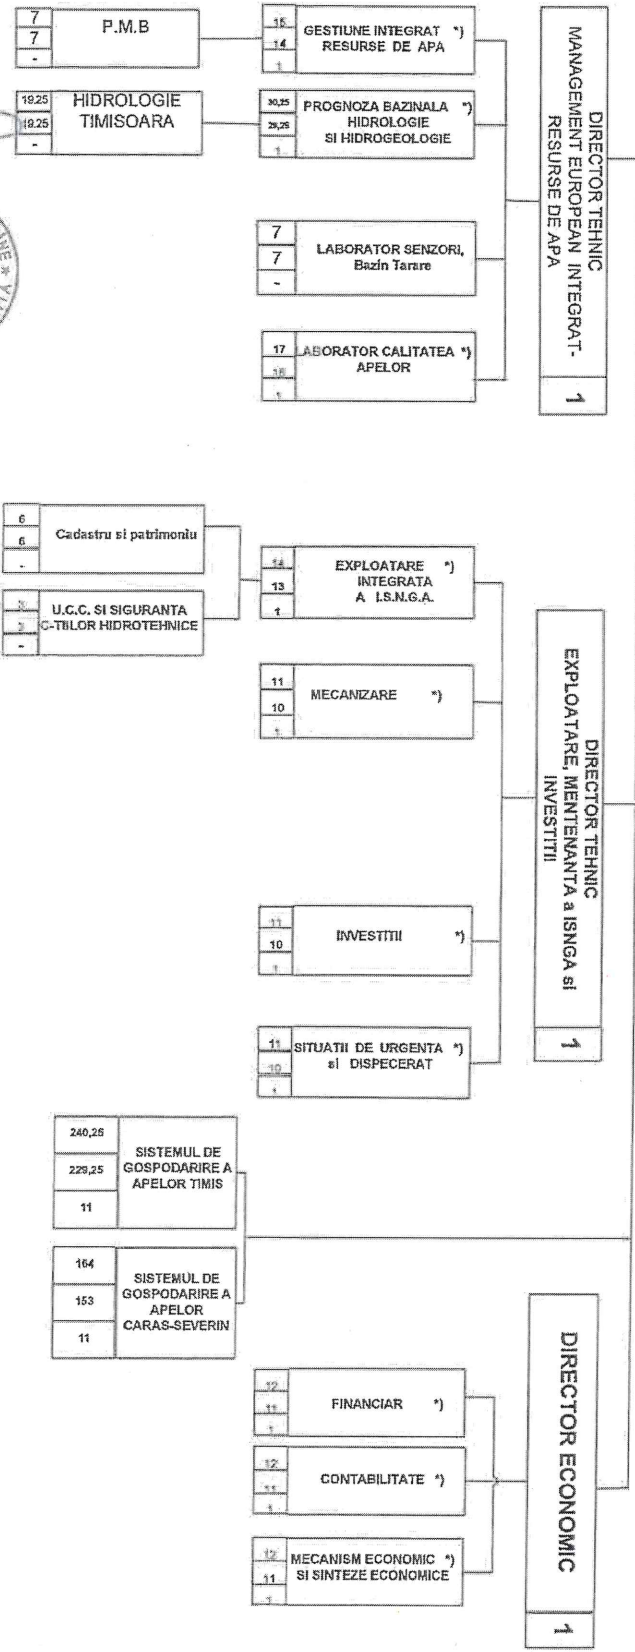 7
7
-
P.M.B
15
14
1
GESTIUNE INTEGRAT *)
RESURSE DE APA
DIRECTOR TEHNIC
MANAGEMENT EUROPEAN INTEGRAT-
RESURSE DE APA
1
19.25
19.25
-
HIDROLOGIE
TIMISOARA
30,25
29,25
1
PROGNOZA BAZINALA *)
HIDROLOGIE
SI HIDROGEOLOGIE
7
7
-
LABORATOR SENZORI,
Bazin Tarare
17
16
1
LABORATOR CALITATEA *)
APELOR
6
6
-
Cadastru si patrimoniu
3
3
-
U.C.C. SI SIGURANTA
C-TIILOR HIDROTEHNICE
14
13
1
EXPLOATARE *)
INTEGRATA
A I.S.N.G.A.
11
10
1
MECANIZARE *)
DIRECTOR TEHNIC
EXPLOATARE, MENTENANTA a ISNGA si
INVESTITII
1
11
10
1
INVESTITII *)
11
10
1
SITUATII DE URGENTA *)
si DISPECERAT
240,25
229,25
11
SISTEMUL DE
GOSPODARIRE A
APELOR TIMIS
164
153
11
SISTEMUL DE
GOSPODARIRE A
APELOR
CARAS-SEVERIN
DIRECTOR ECONOMIC
1
12
11
1
FINANCIAR *)
12
11
1
CONTABILITATE *)
12
11
1
MECANISM ECONOMIC *)
SI SINTEZE ECONOMICE